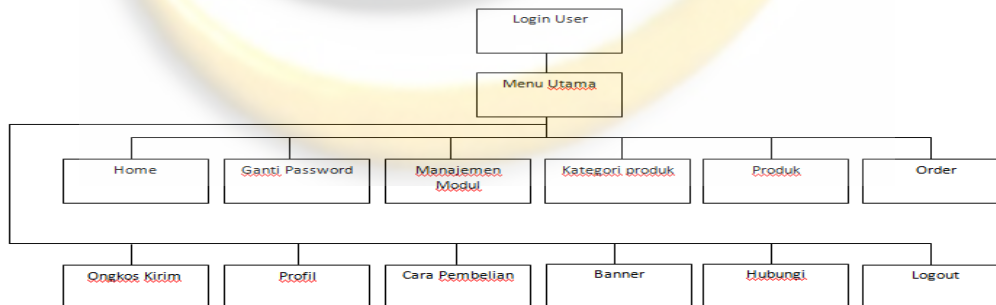 Login User
Menu Utama
Home
Ganti Password
Manajemen
Modul
Kategori produk
Produk
Order
Ongkos Kirim
Profil
Cara Pembelian
Banner
Hubungi
Logout